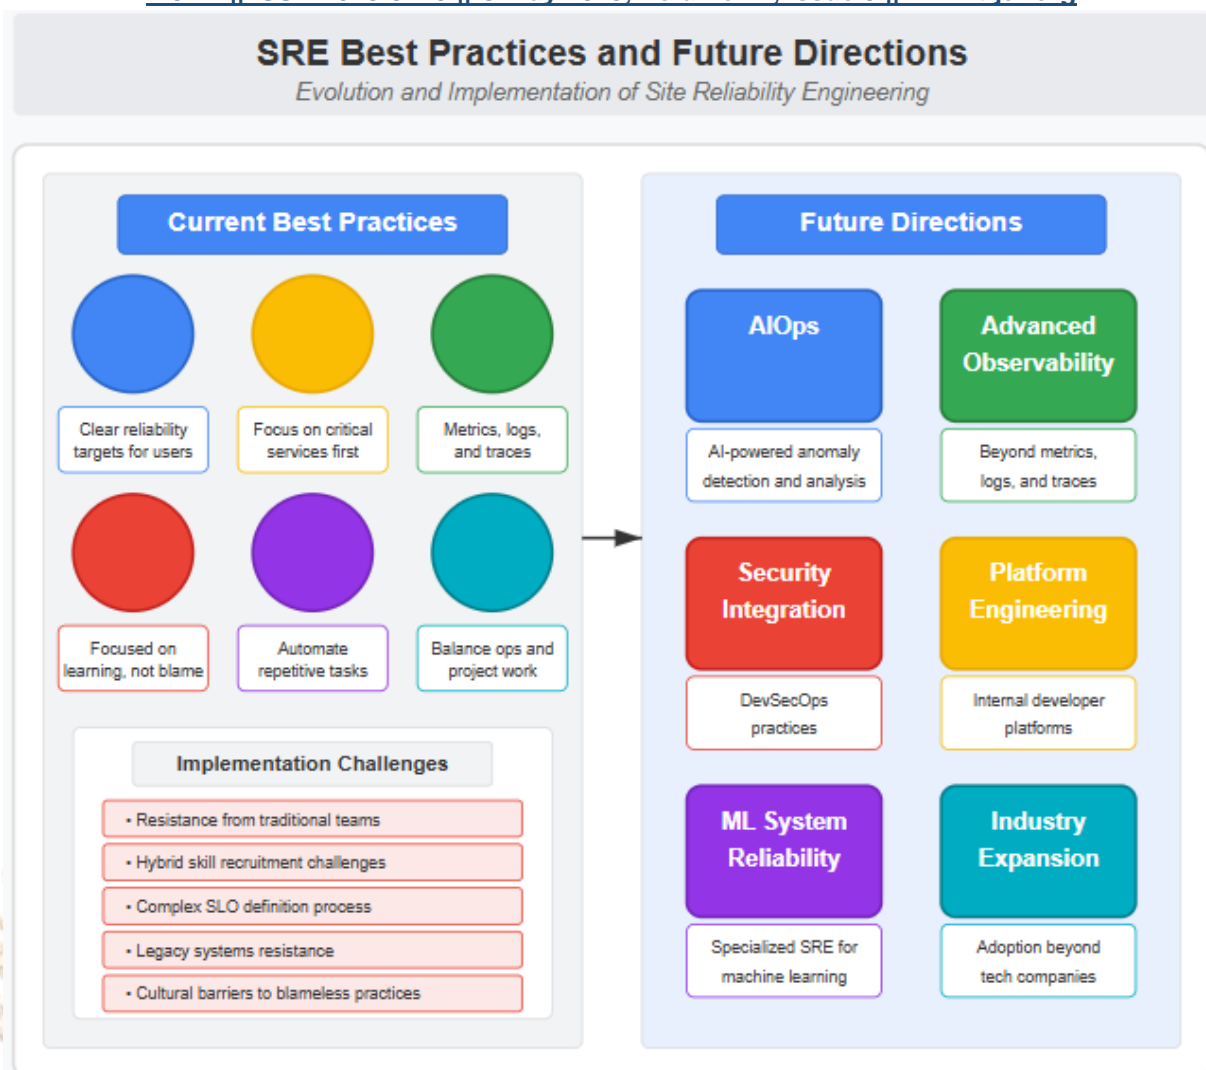 SRE Best Practices and Future Directions
Evolution and Implementation of Site Reliability Engineering
Current Best Practices
Clear reliability
targets for users
Focus on critical
services first
Metrics, logs,
and traces
Focused on
learning, not blame
Automate
repetitive tasks
Balance ops and
project work
Implementation Challenges
• Resistance from traditional teams
• Hybrid skill recruitment challenges
• Complex SLO definition process
• Legacy systems resistance
• Cultural barriers to blameless practices
Future Directions
AIOps
AI-powered anomaly
detection and analysis
Advanced
Observability
Beyond metrics,
logs, and traces
Security
Integration
DevSecOps
practices
Platform
Engineering
Internal developer
platforms
ML System
Reliability
Specialized SRE for
machine learning
Industry
Expansion
Adoption beyond
tech companies